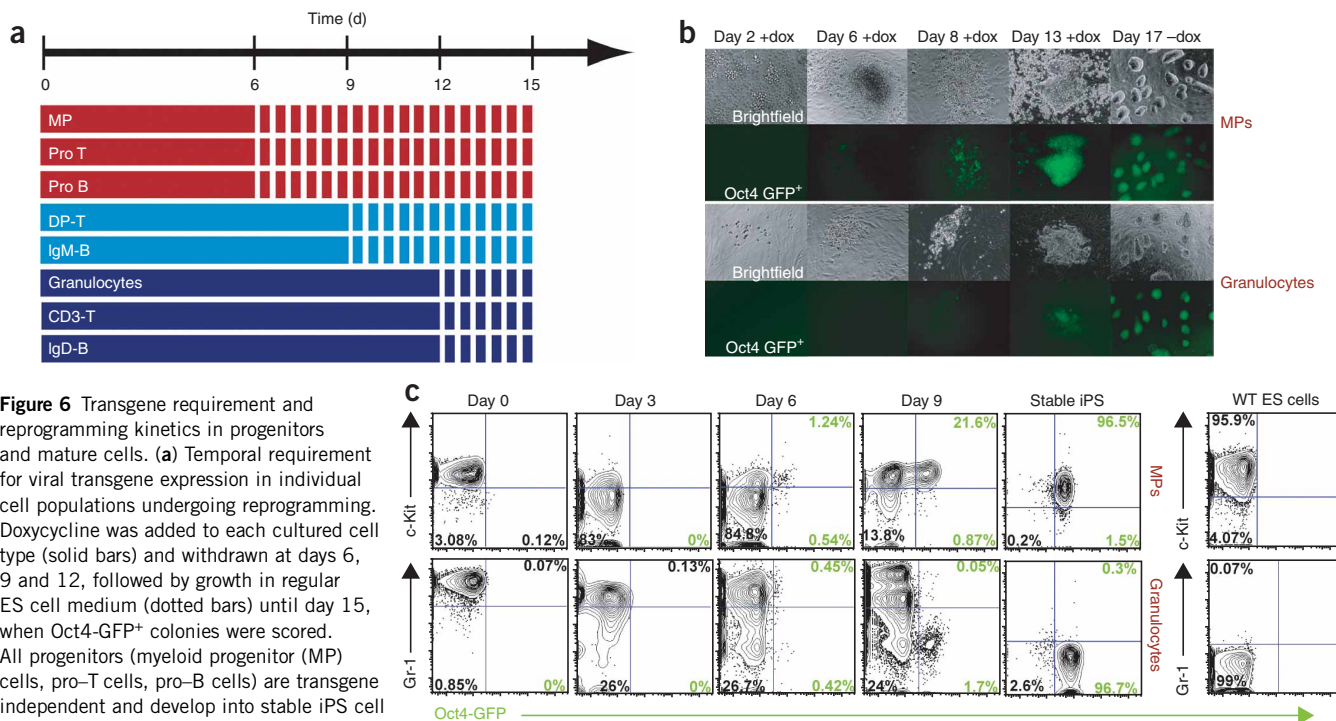 a
Time (d)
0 6 9 12 15
MP
Pro T
Pro B
DP-T
IgM-B
Granulocytes
CD3-T
IgD-B
b
Day 2 +dox Day 6 +dox Day 8 +dox Day 13 +dox Day 17 –dox
Brightfield
MPs
Oct4 GFP+
Brightfield
Granulocytes
Oct4 GFP+
Figure 6 Transgene requirement and
reprogramming kinetics in progenitors
and mature cells. (a) Temporal requirement
for viral transgene expression in individual
cell populations undergoing reprogramming.
Doxycycline was added to each cultured cell
type (solid bars) and withdrawn at days 6,
9 and 12, followed by growth in regular
ES cell medium (dotted bars) until day 15,
when Oct4-GFP+ colonies were scored.
All progenitors (myeloid progenitor (MP)
cells, pro–T cells, pro–B cells) are transgene
independent and develop into stable iPS cell
c
Day 0 Day 3 Day 6 Day 9 Stable iPS WT ES cells
1.24% 21.6% 96.5% 95.9%
c-Kit
MPs
c-Kit
3.08% 0.12% 83% 0% 84.8% 0.54% 13.8% 0.87% 0.2% 1.5% 4.07%
0.07% 0.13% 0.45% 0.05% 0.3% 0.07%
Gr-1
Granulocytes
Gr-1
0.85% 0% 26% 0% 26.7% 0.42% 24% 1.7% 2.6% 96.7% 99%
Oct4-GFP